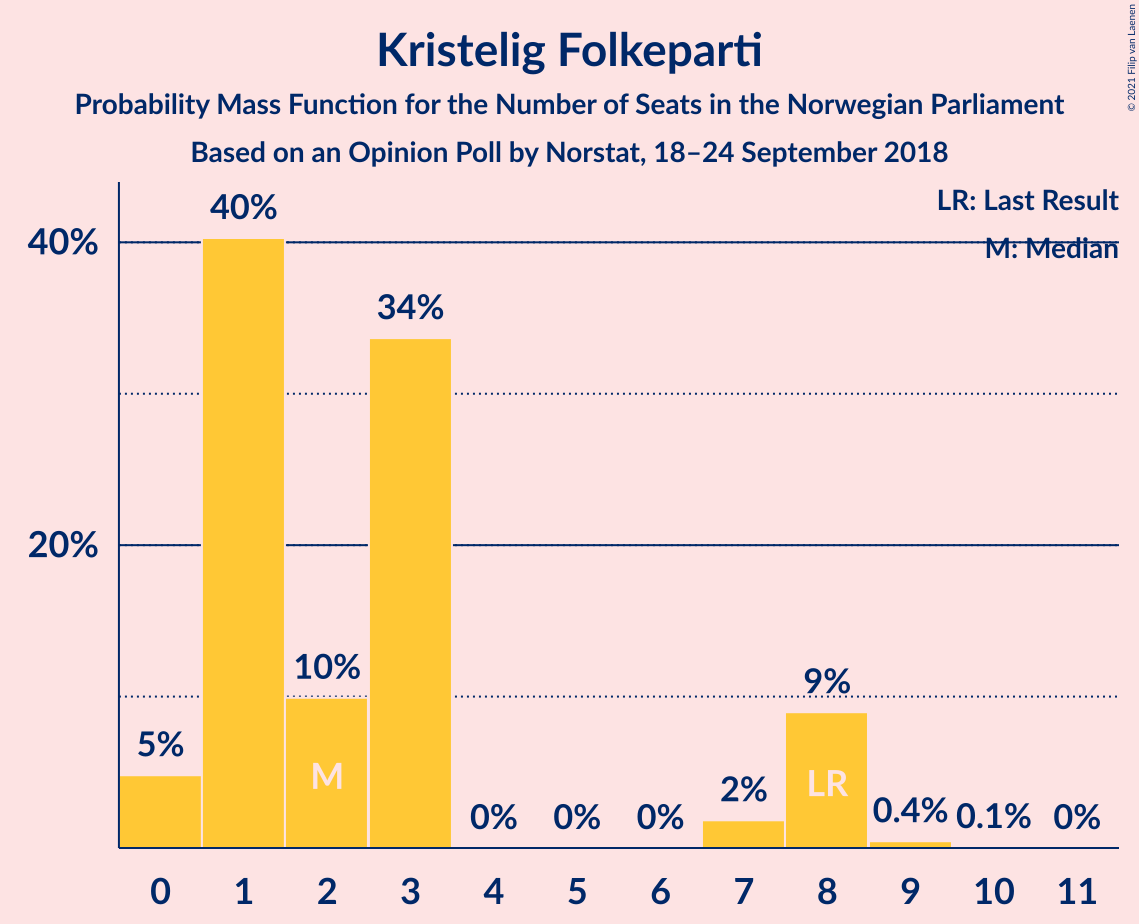 Kristelig Folkeparti
Probability Mass Function for the Number of Seats in the Norwegian Parliament
Based on an Opinion Poll by Norstat, 18–24 September 2018
© 2021 Filip van Laenen
LR: Last Result
M: Median
40%
20%
5%
40%
10%
34%
0%
0%
0%
2%
9%
0.4%
0.1%
0%
M
LR
0 1 2 3 4 5 6 7 8 9 10 11